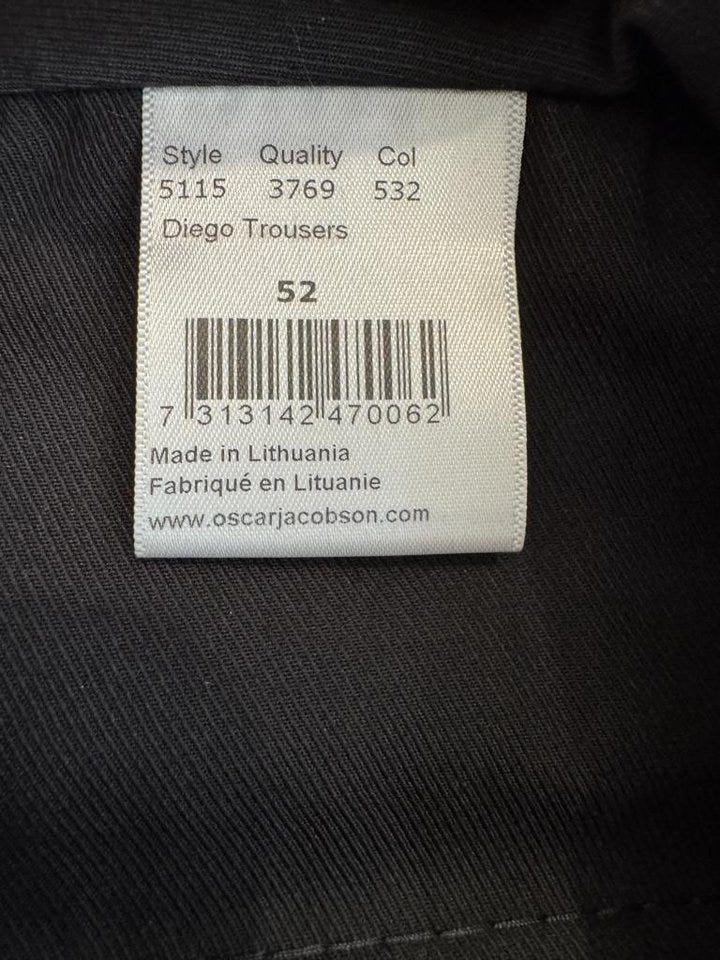 Style Quality Col
5115 3769 532
Diego Trousers
52
7 313142 470062
Made in Lithuania
Fabriqué en Lituanie
www.oscarjacobson.com